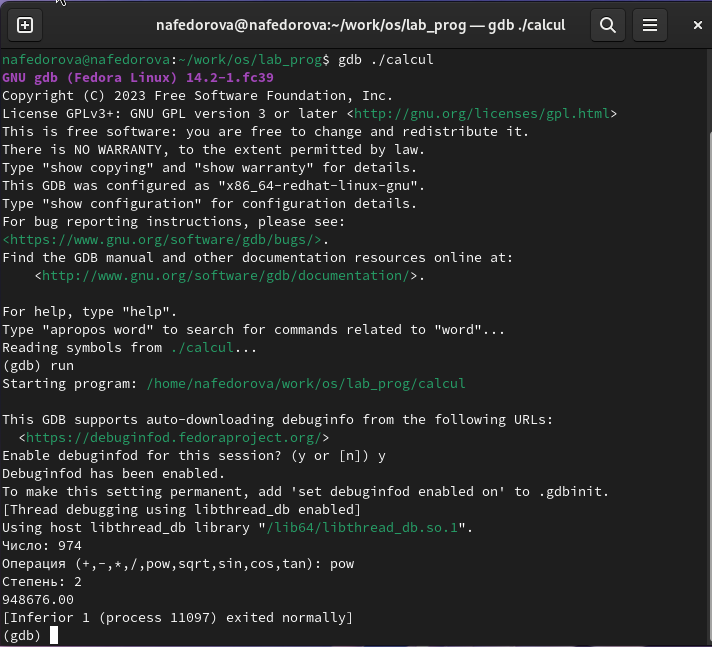 nafedorova@nafedorova:~/work/os/lab_prog — gdb ./calcul
nafedorova@nafedorova:~/work/os/lab_prog$ gdb ./calcul
GNU gdb (Fedora Linux) 14.2-1.fc39
Copyright (C) 2023 Free Software Foundation, Inc.
License GPLv3+: GNU GPL version 3 or later <http://gnu.org/licenses/gpl.html>
This is free software: you are free to change and redistribute it.
There is NO WARRANTY, to the extent permitted by law.
Type "show copying" and "show warranty" for details.
This GDB was configured as "x86_64-redhat-linux-gnu".
Type "show configuration" for configuration details.
For bug reporting instructions, please see:
<https://www.gnu.org/software/gdb/bugs/>.
Find the GDB manual and other documentation resources online at:
    <http://www.gnu.org/software/gdb/documentation/>.

For help, type "help".
Type "apropos word" to search for commands related to "word"...
Reading symbols from ./calcul...
(gdb) run
Starting program: /home/nafedorova/work/os/lab_prog/calcul

This GDB supports auto-downloading debuginfo from the following URLs:
  <https://debuginfod.fedoraproject.org/>
Enable debuginfod for this session? (y or [n]) y
Debuginfod has been enabled.
To make this setting permanent, add 'set debuginfod enabled on' to .gdbinit.
[Thread debugging using libthread_db enabled]
Using host libthread_db library "/lib64/libthread_db.so.1".
Число: 974
Операция (+,-,*,/,pow,sqrt,sin,cos,tan): pow
Степень: 2
948676.00
[Inferior 1 (process 11097) exited normally]
(gdb)